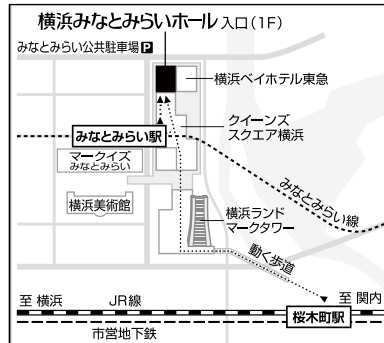 横浜みなとみらいホール 入口(1F)
みなとみらい公共駐車場 P
横浜ベイホテル東急
クイーンズ
スクエア横浜
みなとみらい駅
マークイズ
みなとみらい
みなとみらい線
横浜美術館
横浜ランド
マークタワー
動く歩道
至 横浜
JR線
至 関内
桜木町駅
市営地下鉄